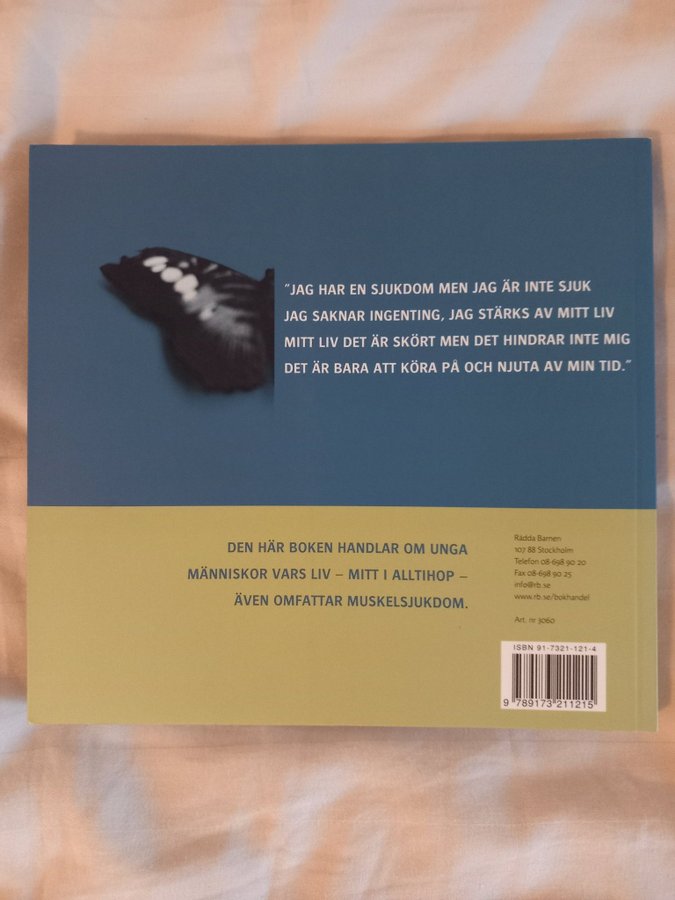 "JAG HAR EN SJUKDOM MEN JAG ÄR INTE SJUK
JAG SAKNAR INGENTING, JAG STÄRKS AV MITT LIV
MITT LIV DET ÄR SKÖRT MEN DET HINDRAR INTE MIG
DET ÄR BARA ATT KÖRA PÅ OCH NJUTA AV MIN TID."
DEN HÄR BOKEN HANDLAR OM UNGA
MÄNNISKOR VARS LIV – MITT I ALLTIHOP –
ÄVEN OMFATTAR MUSKELSJUKDOM.
Rädda Barnen
107 88 Stockholm
Telefon 08-698 90 20
Fax 08-698 90 25
info@rb.se
www.rb.se/bokhandel
Art. nr 3060
ISBN 91-7321-121-4
9 789173 211215